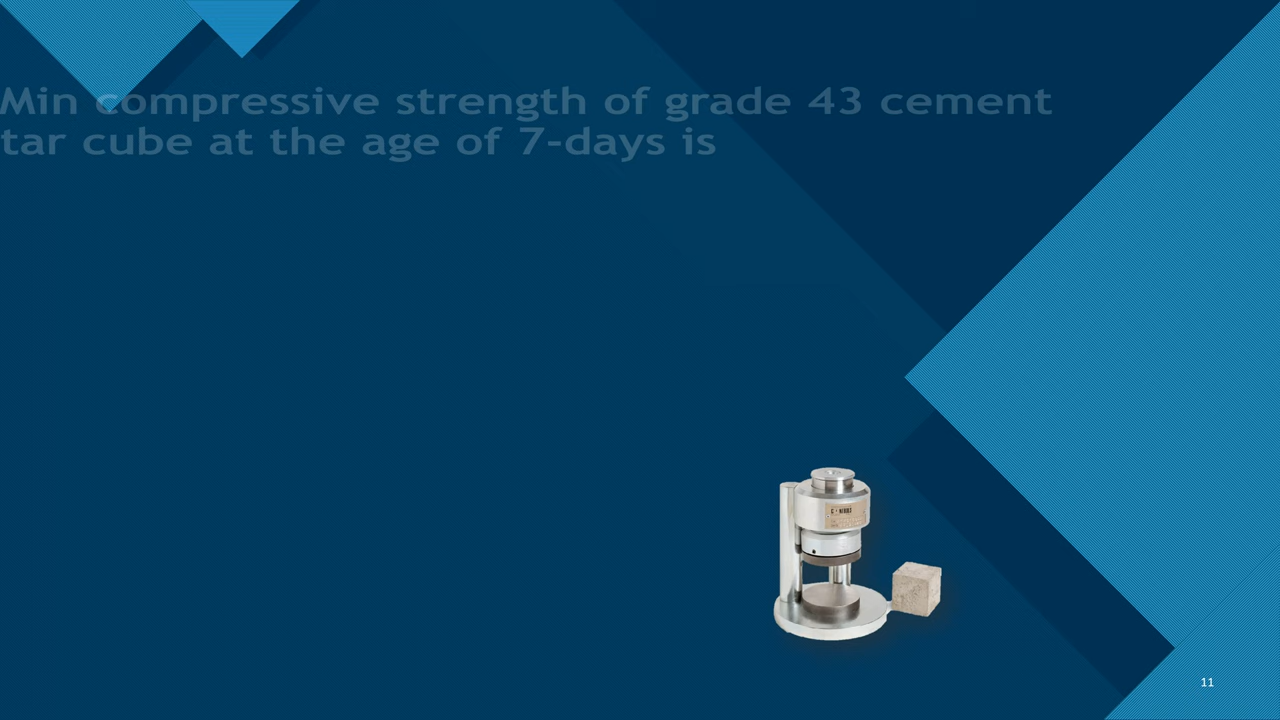 Min compressive strength of grade 43 cement
tar cube at the age of 7-days is
11